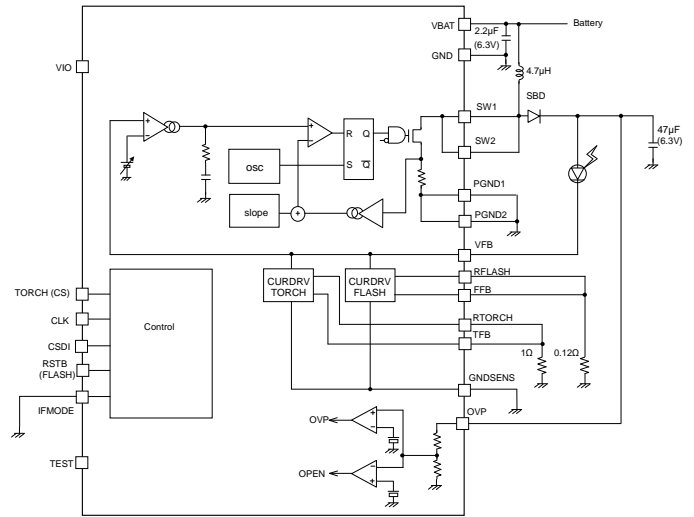 VBAT
2.2µF
(6.3V)
Battery
GND
VIO
4.7µH
SW1
SBD
47µF
(6.3V)
R Q
S Q
osc
SW2
slope
PGND1
PGND2
VFB
CURDRV
TORCH
CURDRV
FLASH
RFLASH
FFB
RTORCH
TFB
1Ω
0.12Ω
TORCH (CS)
CLK
CSDI
RSTB
(FLASH)
IFMODE
Control
GNDSENS
OVP
OVP
OPEN
TEST